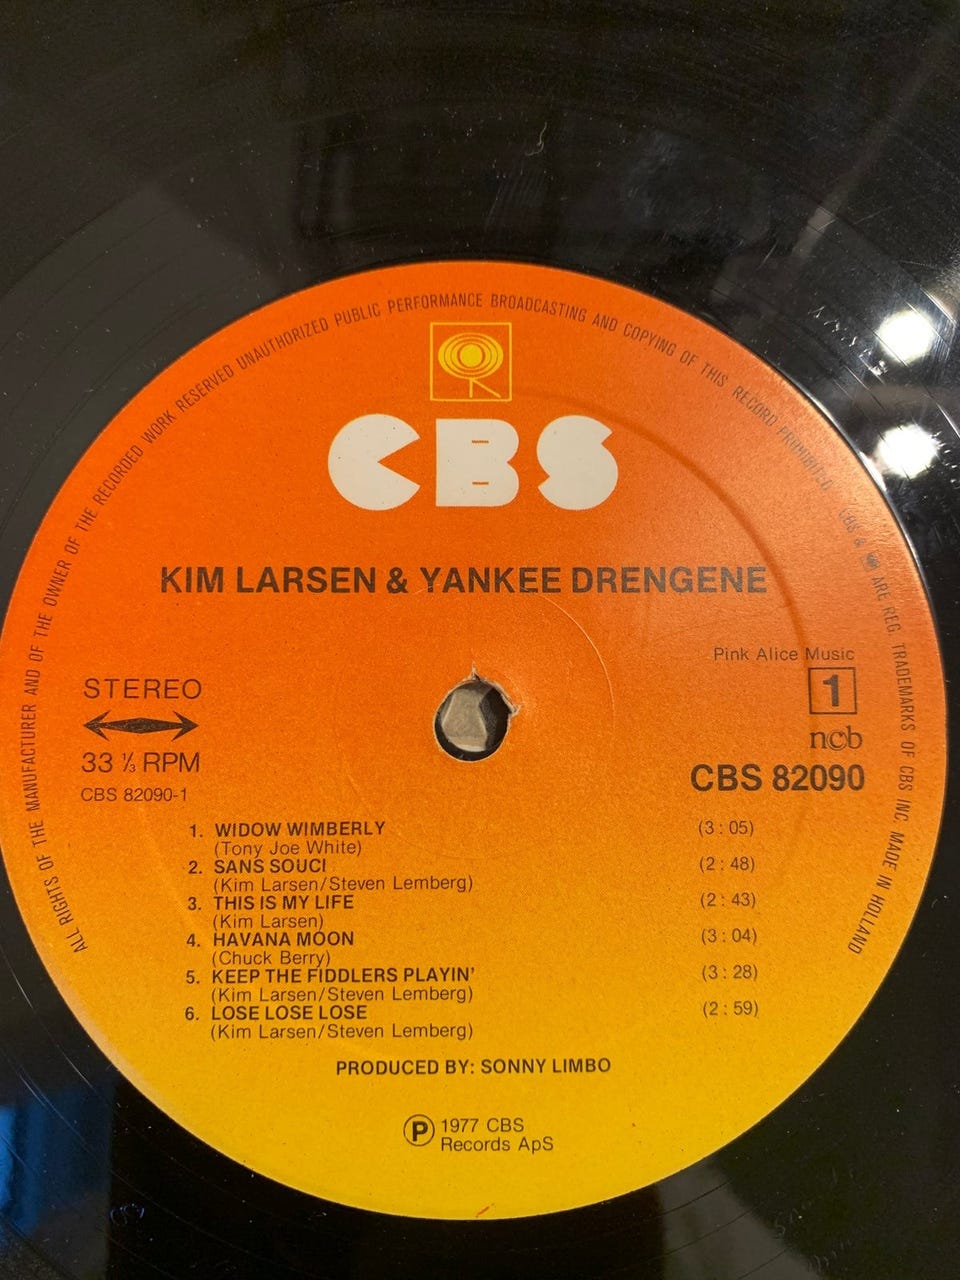 ALL RIGHTS OF THE MANUFACTURER AND OF THE OWNER OF THE RECORDED WORK RESERVED UNAUTHORIZED PUBLIC PERFORMANCE BROADCASTING AND COPYING OF THIS RECORD PROHIBITED CBS & ARE REG. TRADEMARKS OF CBS INC. MADE IN HOLLAND
CBS
KIM LARSEN & YANKEE DRENGENE
Pink Alice Music
STEREO
1
ncb
33 ⅓ RPM
CBS 82090
CBS 82090-1
1. WIDOW WIMBERLY (3:05)
(Tony Joe White)
2. SANS SOUCI (2:48)
(Kim Larsen/Steven Lemberg)
3. THIS IS MY LIFE (2:43)
(Kim Larsen)
4. HAVANA MOON (3:04)
(Chuck Berry)
5. KEEP THE FIDDLERS PLAYIN' (3:28)
(Kim Larsen/Steven Lemberg)
6. LOSE LOSE LOSE (2:59)
(Kim Larsen/Steven Lemberg)
PRODUCED BY: SONNY LIMBO
℗ 1977 CBS
Records ApS